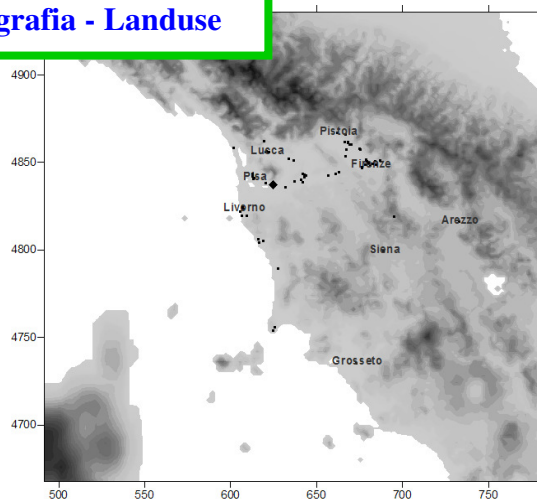 grafia - Landuse
4900
Pistoia
4850
Lucca
Firenze
Pisa
Livorno
Arezzo
4800
Siena
4750
Grosseto
4700
500 550 600 650 700 750